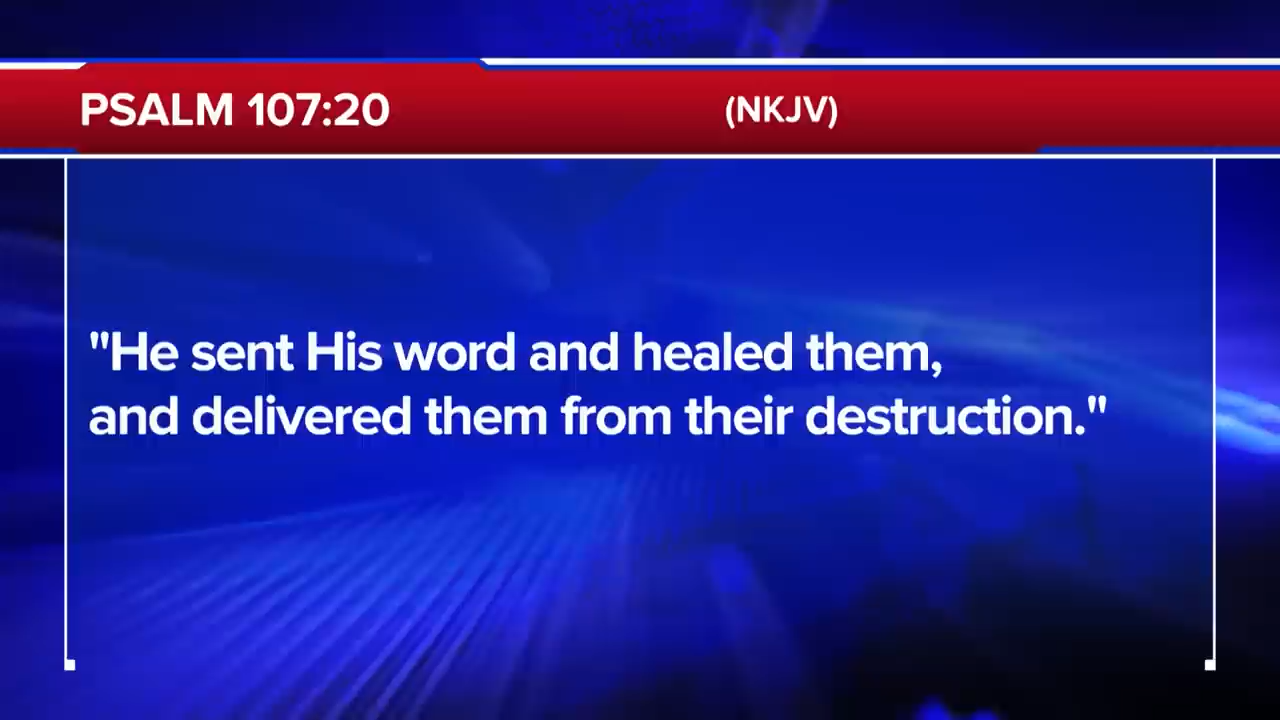 PSALM 107:20 (NKJV)
"He sent His word and healed them,
and delivered them from their destruction."